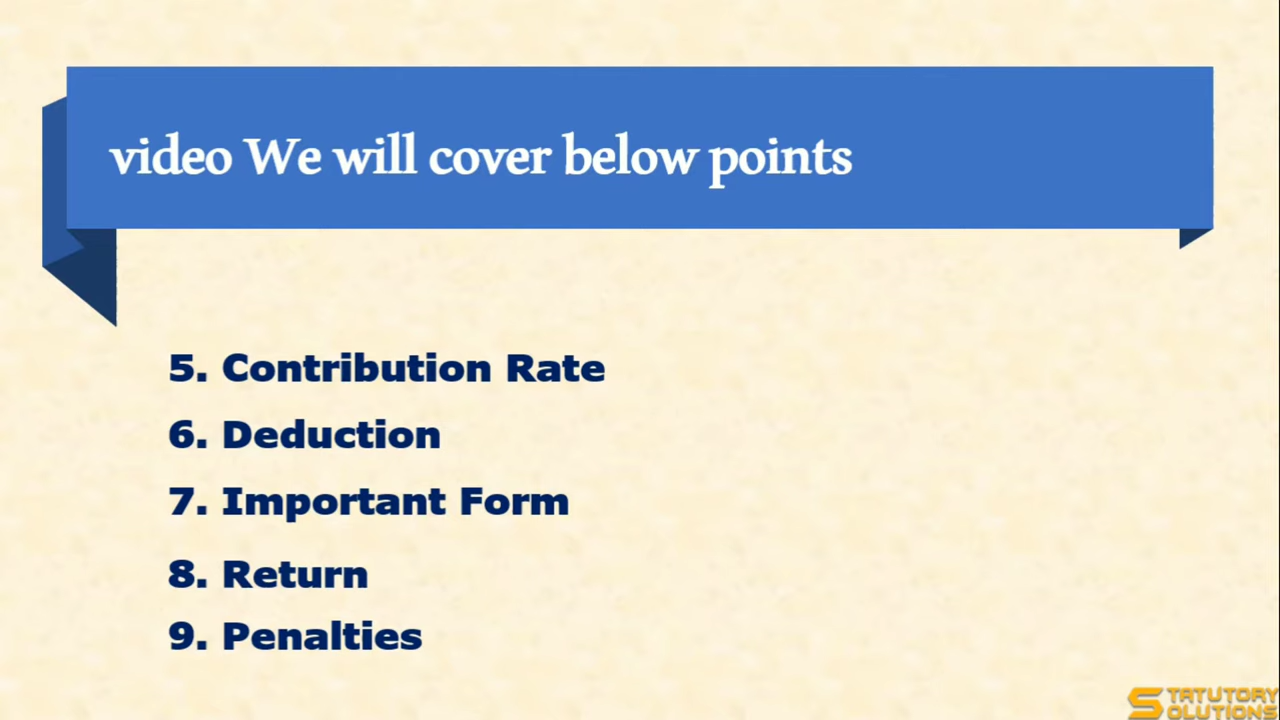 video We will cover below points
5. Contribution Rate
6. Deduction
7. Important Form
8. Return
9. Penalties
STATUTORY
SOLUTIONS